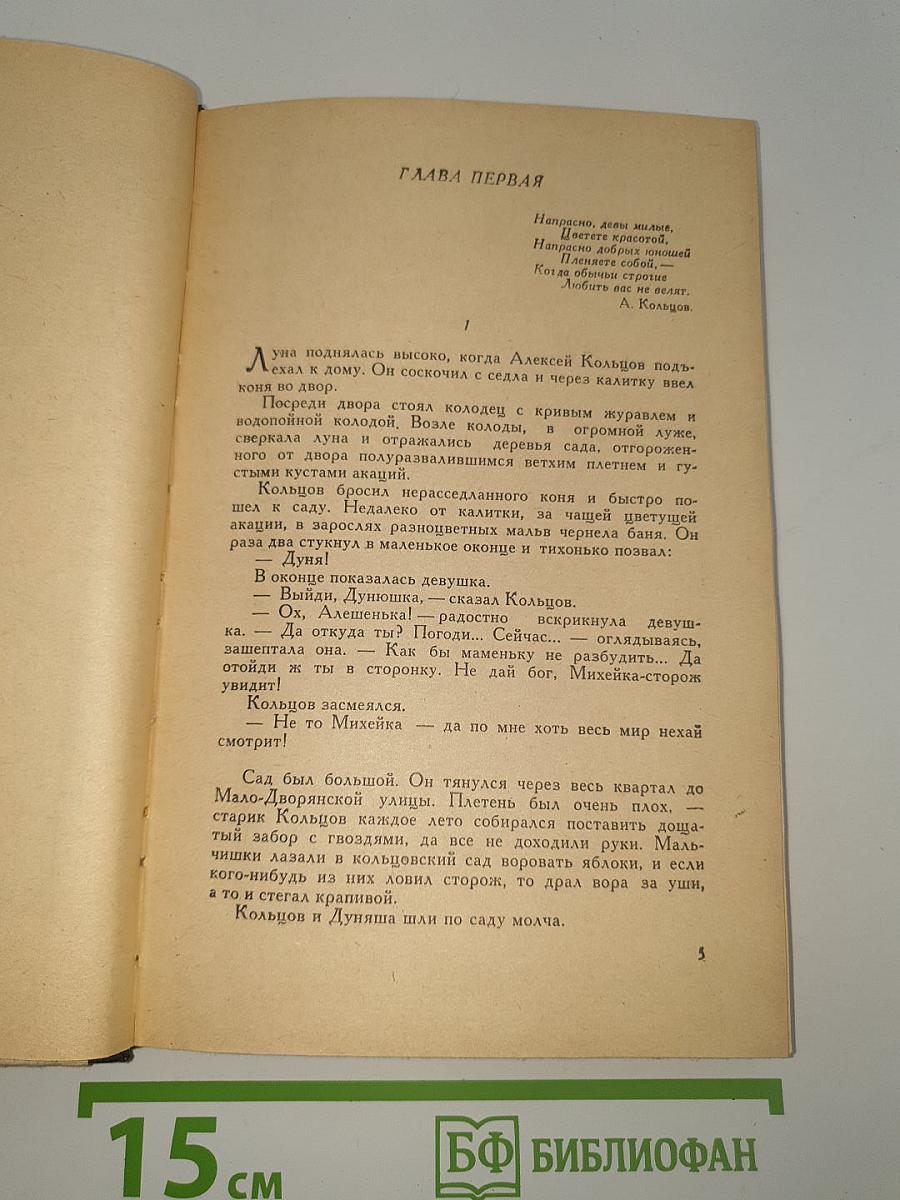 ГЛАВА ПЕРВАЯ
Напрасно, девы милые,
Цветете красотой,
Напрасно добрых юношей
Пленяете собой, —
Когда обычьи строгие
Любить вас не велят.
А. Кольцов.
1
Луна поднялась высоко, когда Алексей Кольцов подъ-
ехал к дому. Он соскочил с седла и через калитку ввел
коня во двор.
Посреди двора стоял колодец с кривым журавлем и
водопойной колодой. Возле колоды, в огромной луже,
сверкала луна и отражались деревья сада, отгорожен-
ного от двора полуразвалившимся ветхим плетнем и гу-
стыми кустами акаций.
Кольцов бросил нерасседланного коня и быстро по-
шел к саду. Недалеко от калитки, за чащей цветущей
акации, в зарослях разноцветных мальв чернела баня. Он
раза два стукнул в маленькое оконце и тихонько позвал:
— Дуня!
В оконце показалась девушка.
— Выйди, Дунюшка, — сказал Кольцов.
— Ох, Алешенька! — радостно вскрикнула девуш-
ка. — Да откуда ты? Погоди... Сейчас... — оглядываясь,
зашептала она. — Как бы маменьку не разбудить... Да
отойди ж ты в сторонку. Не дай бог, Михейка-сторож
увидит!
Кольцов засмеялся.
— Не то Михейка — да по мне хоть весь мир нехай
смотрит!
Сад был большой. Он тянулся через весь квартал до
Мало-Дворянской улицы. Плетень был очень плох, —
старик Кольцов каждое лето собирался поставить доща-
тый забор с гвоздями, да все не доходили руки. Маль-
чишки лазали в кольцовский сад воровать яблоки, и если
кого-нибудь из них ловил сторож, то драл вора за уши,
а то и стегал крапивой.
Кольцов и Дуняша шли по саду молча.
5
15 см
БФ БИБЛИОФАН